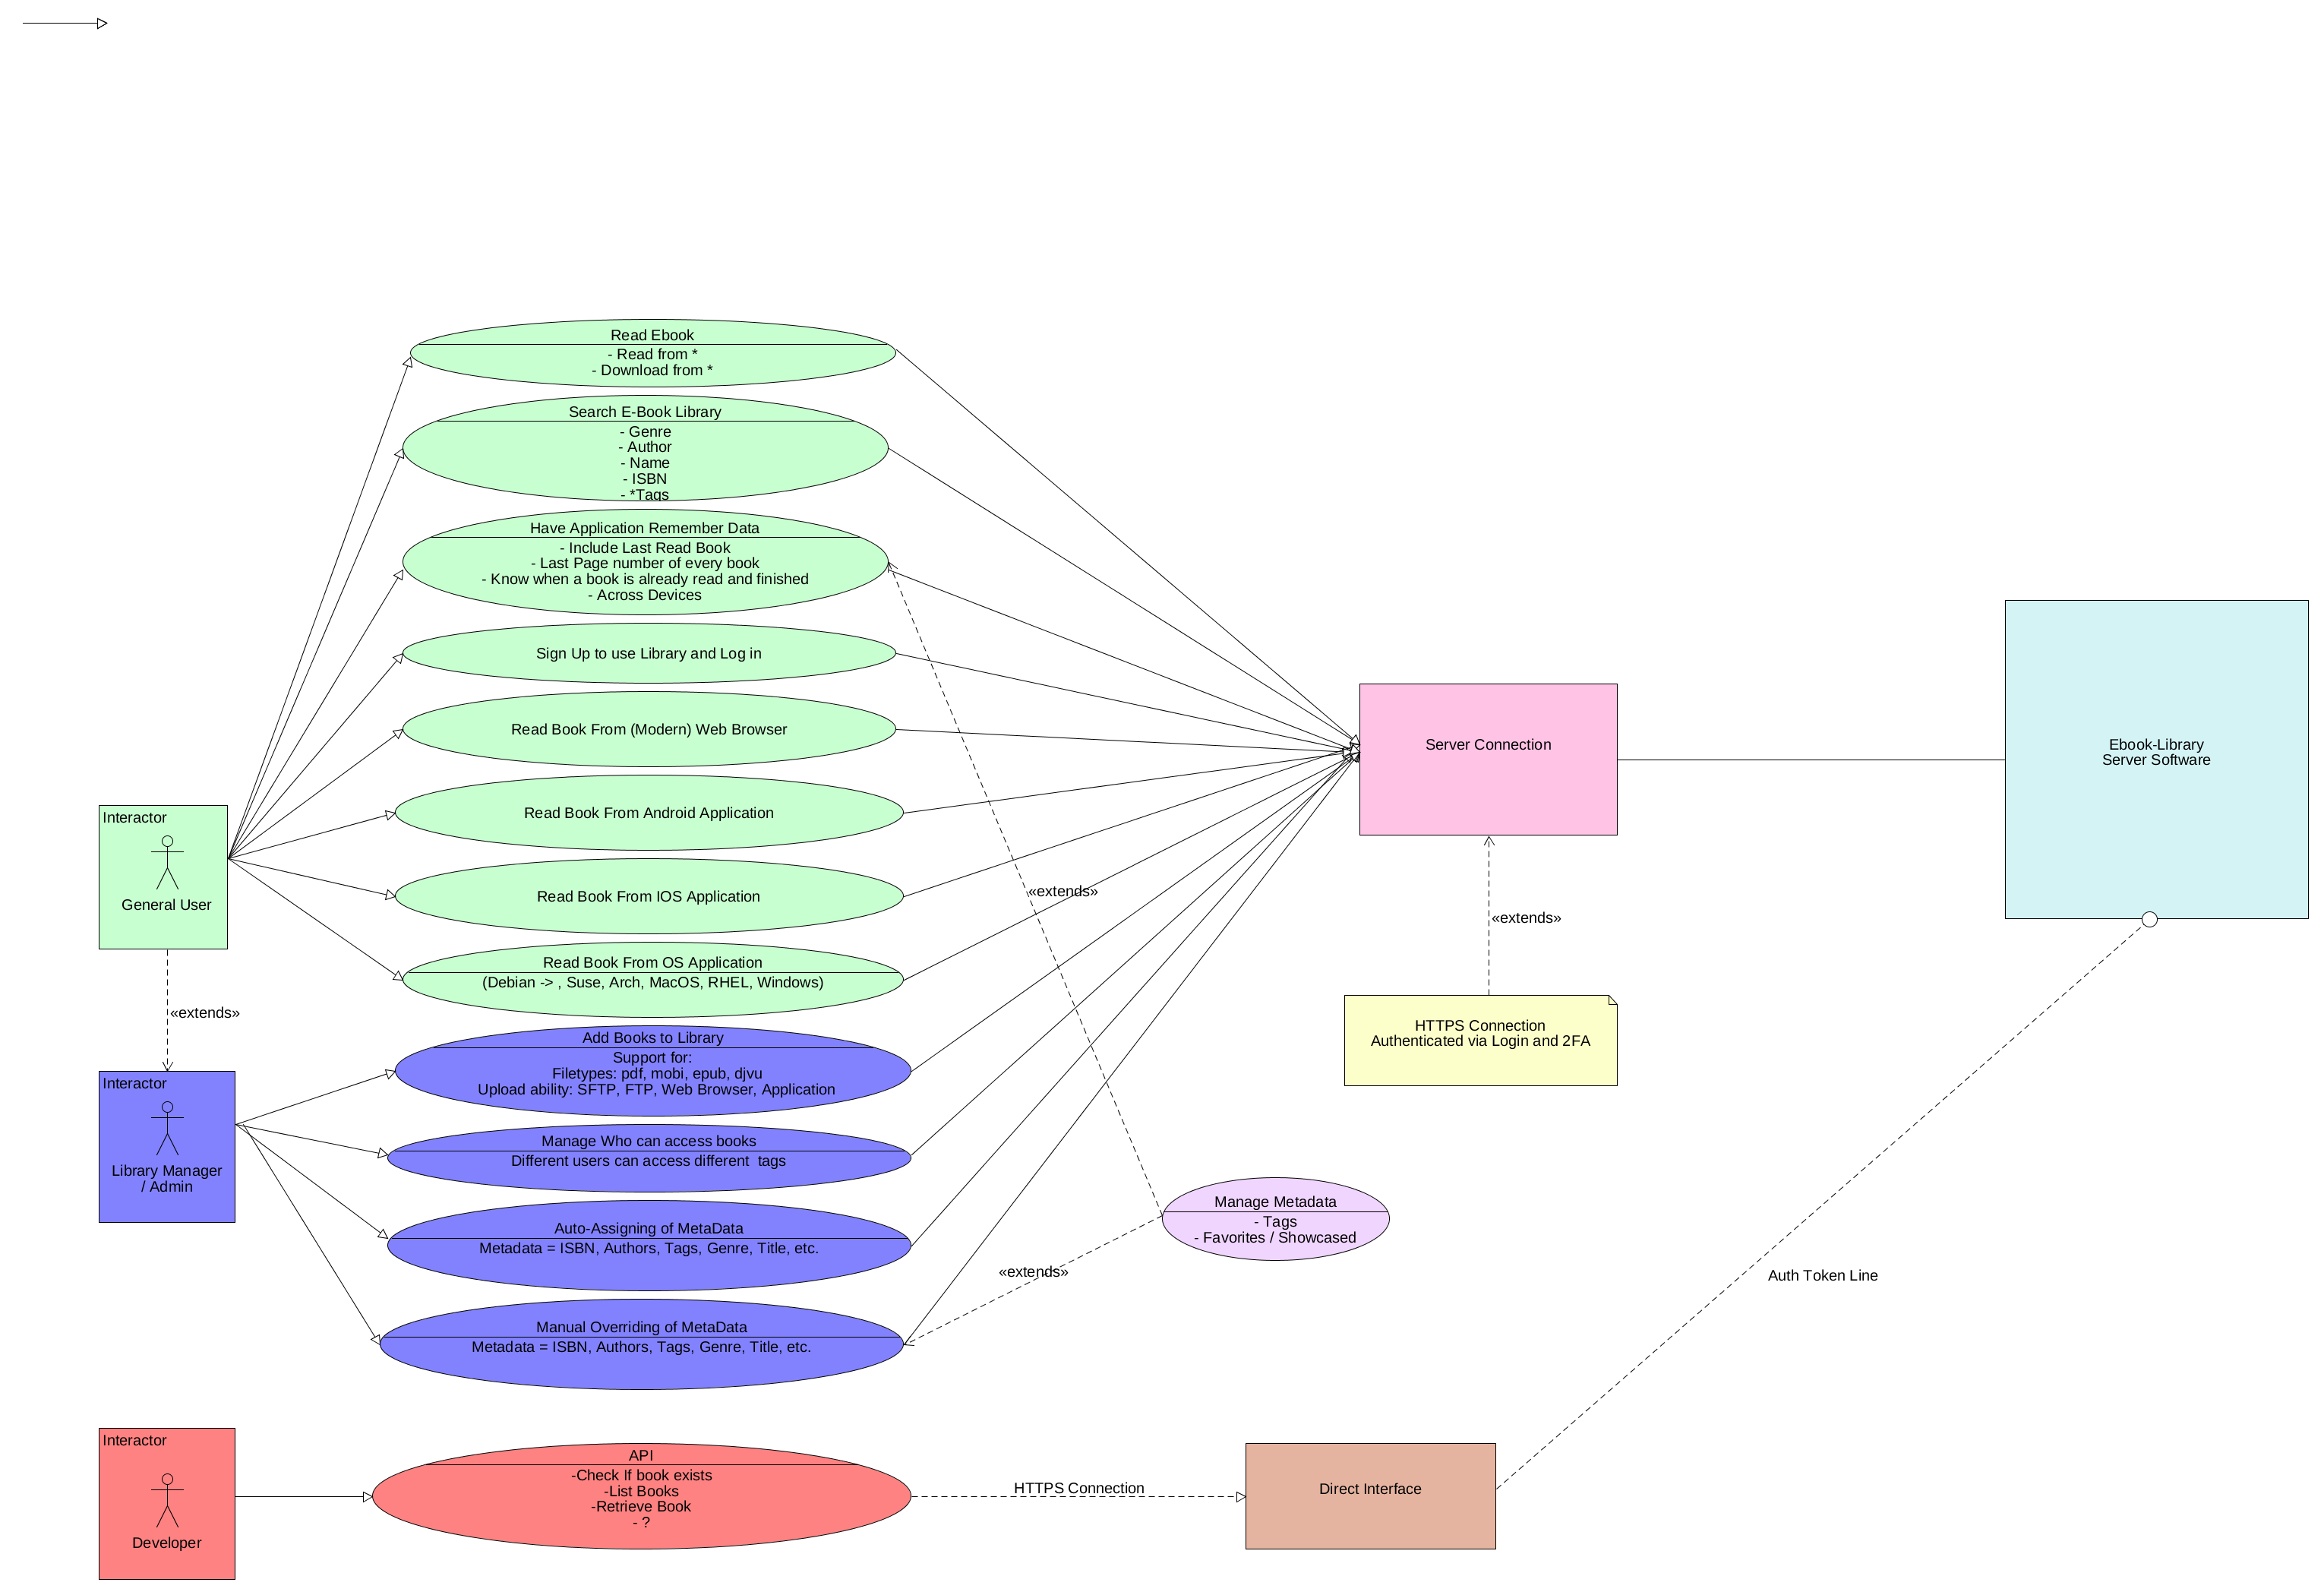 Read Ebook
- Read from *
- Download from *
Search E-Book Library
- Genre
- Author
- Name
- ISBN
- *Tags
Have Application Remember Data
- Include Last Read Book
- Last Page number of every book
- Know when a book is already read and finished
- Across Devices
Sign Up to use Library and Log in
Read Book From (Modern) Web Browser
Read Book From Android Application
Read Book From IOS Application
Read Book From OS Application
(Debian -> , Suse, Arch, MacOS, RHEL, Windows)
Interactor
General User
«extends»
Interactor
Library Manager
/ Admin
Add Books to Library
Support for:
Filetypes: pdf, mobi, epub, djvu
Upload ability: SFTP, FTP, Web Browser, Application
Manage Who can access books
Different users can access different  tags
Auto-Assigning of MetaData
Metadata = ISBN, Authors, Tags, Genre, Title, etc.
Manual Overriding of MetaData
Metadata = ISBN, Authors, Tags, Genre, Title, etc.
«extends»
«extends»
Manage Metadata
- Tags
- Favorites / Showcased
Server Connection
«extends»
HTTPS Connection
Authenticated via Login and 2FA
Ebook-Library
Server Software
Auth Token Line
Interactor
Developer
API
-Check If book exists
-List Books
-Retrieve Book
- ?
HTTPS Connection
Direct Interface